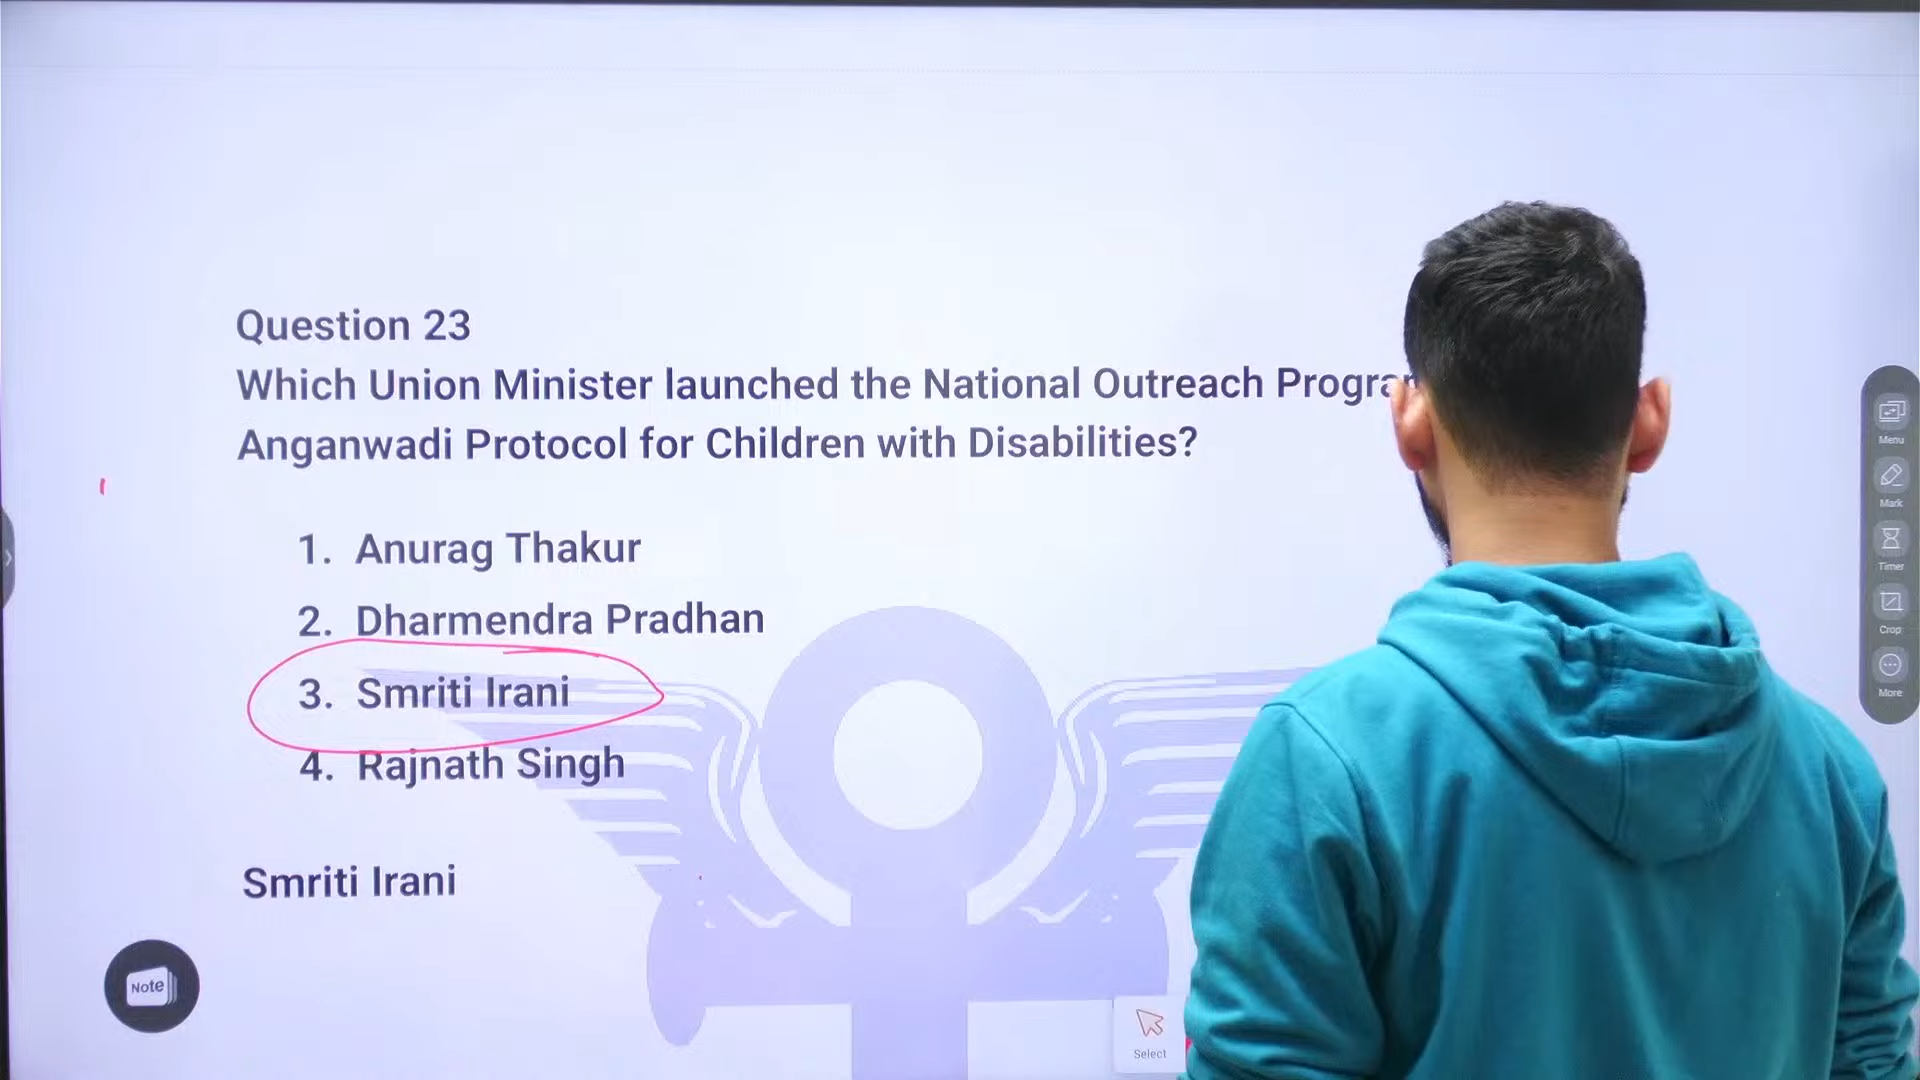 Question 23
Which Union Minister launched the National Outreach
Anganwadi Protocol for Children with Disabilities?
1. Anurag Thakur
2. Dharmendra Pradhan
3. Smriti Irani
4. Rajnath Singh
Smriti Irani
Note
Select
Menu
Mark
Timer
Crop
More